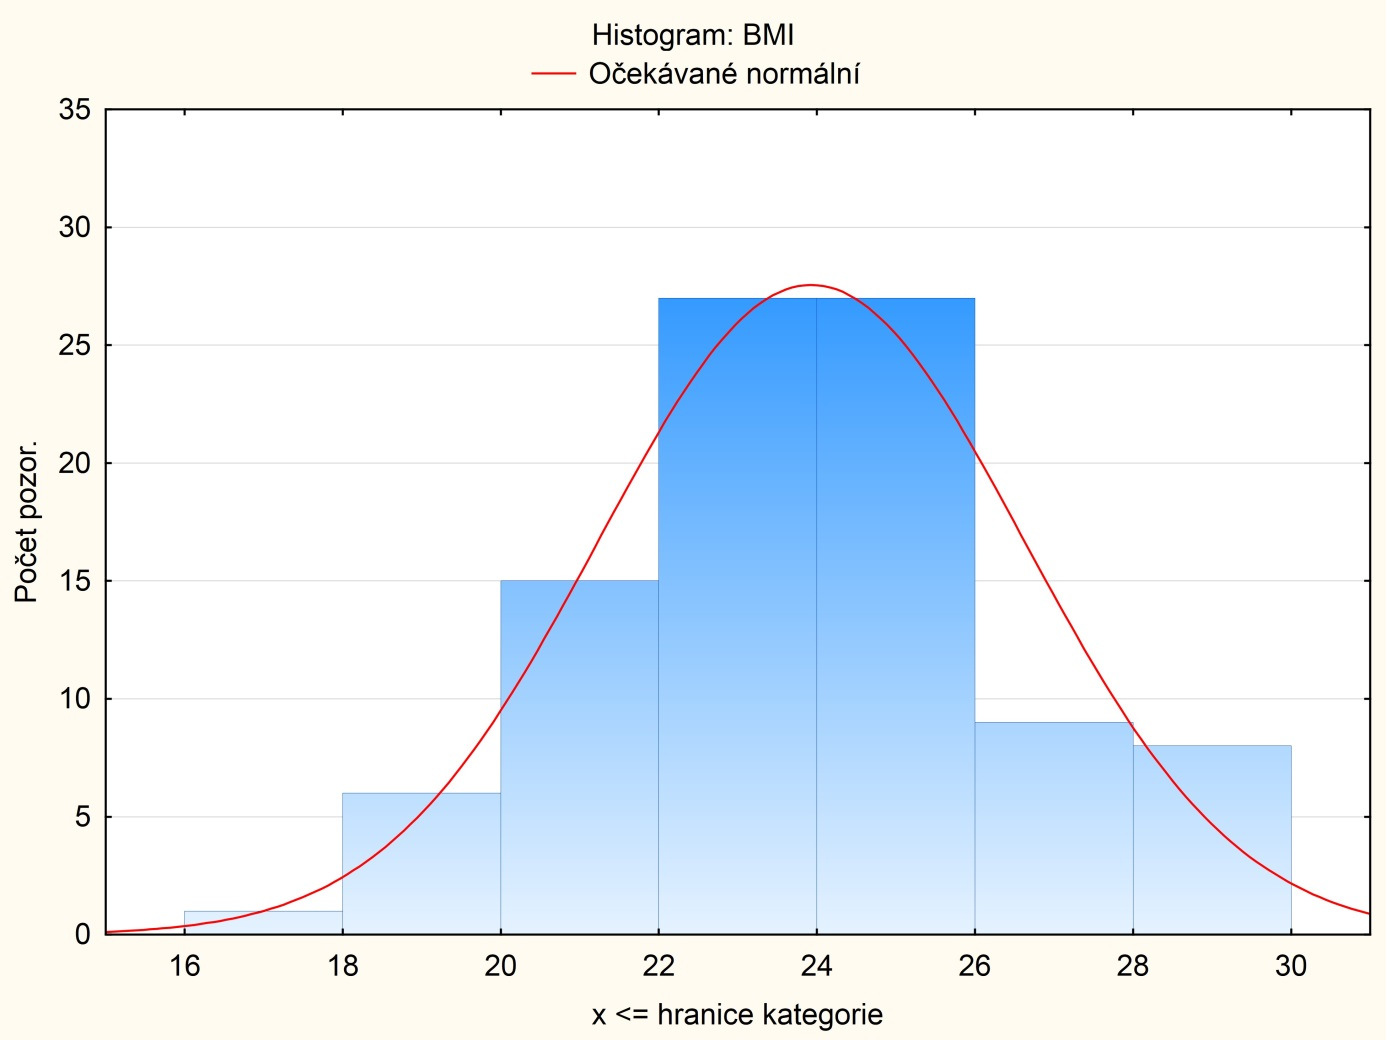 Histogram: BMI
Očekávané normální
35
30
25
20
15
10
5
0
Počet pozor.
16 18 20 22 24 26 28 30
x <= hranice kategorie